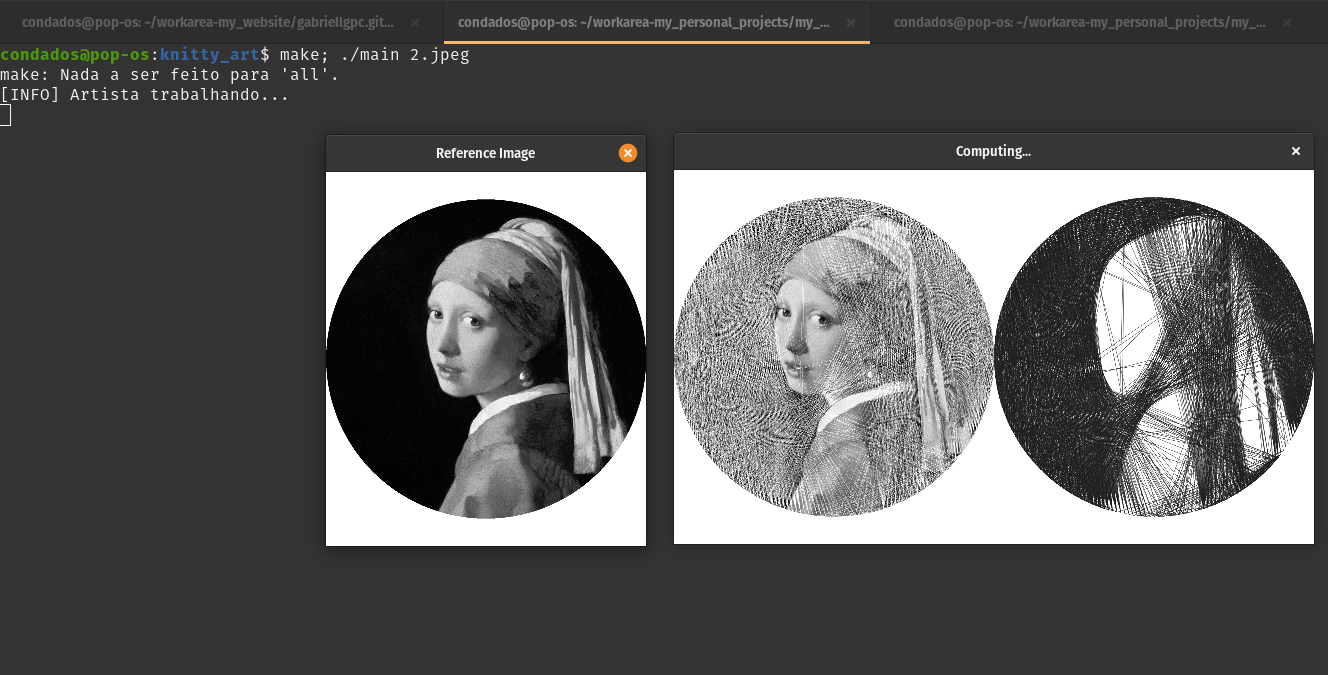 condados@pop-os: ~/workarea-my_website/gabriellgpc.git...
condados@pop-os: ~/workarea-my_personal_projects/my_...
condados@pop-os: ~/workarea-my_personal_projects/my_...
condados@pop-os:knitty_art$ make; ./main 2.jpeg
make: Nada a ser feito para 'all'.
[INFO] Artista trabalhando...
Reference Image
Computing...